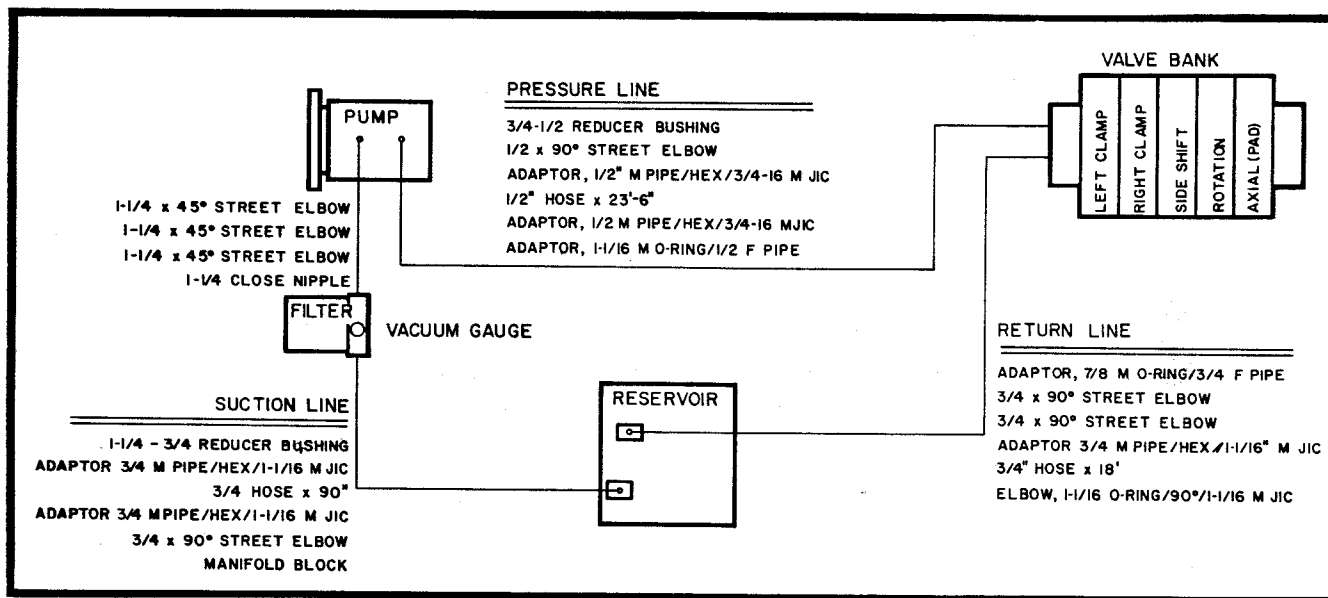 PUMP
1-1/4 x 45° STREET ELBOW
1-1/4 x 45° STREET ELBOW
1-1/4 x 45° STREET ELBOW
1-1/4 CLOSE NIPPLE
FILTER
VACUUM GAUGE
SUCTION LINE
1-1/4 - 3/4 REDUCER BUSHING
ADAPTOR 3/4 M PIPE/HEX/1-1/16 M JIC
3/4 HOSE x 90"
ADAPTOR 3/4 MPIPE/HEX/1-1/16 M JIC
3/4 x 90° STREET ELBOW
MANIFOLD BLOCK
PRESSURE LINE
3/4-1/2 REDUCER BUSHING
1/2 x 90° STREET ELBOW
ADAPTOR, 1/2" M PIPE/HEX/3/4-16 M JIC
1/2" HOSE x 23'-6"
ADAPTOR, 1/2 M PIPE/HEX/3/4-16 MJIC
ADAPTOR, 1-1/16 M O-RING/1/2 F PIPE
RESERVOIR
VALVE BANK
LEFT CLAMP
RIGHT CLAMP
SIDE SHIFT
ROTATION
AXIAL (PAD)
RETURN LINE
ADAPTOR, 7/8 M O-RING/3/4 F PIPE
3/4 x 90° STREET ELBOW
3/4 x 90° STREET ELBOW
ADAPTOR 3/4 M PIPE/HEX/1-1/16" M JIC
3/4" HOSE x 18'
ELBOW, 1-1/16 O-RING/90°/1-1/16 M JIC